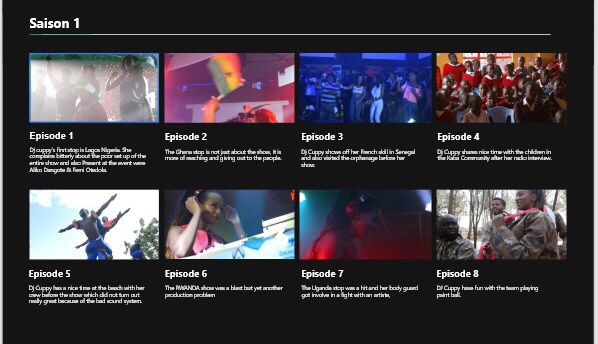 Saison 1
Episode 1
Dj cuppy's first stop is Lagos Nigeria. She
complains bitterly about the poor set up of the
entire show and also Present at the event were
Aliko Dangote & Femi Otedola.
Episode 2
The Ghana stop is not just about the show, it is
more of reaching and giving out to the people.
Episode 3
Dj Cuppy shows off her French skill in Senegal
and also visited the orphanage before her
show.
Episode 4
Dj Cuppy shares nice time with the children in
the Kaba Community after her radio interview.
Episode 5
Dj Cuppy has a nice time at the beach with her
crew before the show which did not turn out
really great because of the bad sound system.
Episode 6
The RWANDA show was a blast but yet another
production problem
Episode 7
The Uganda stop was a hit and her body guard
got involve in a fight with an artiste,
Episode 8
DJ Cuppy have fun with the team playing
paint ball.